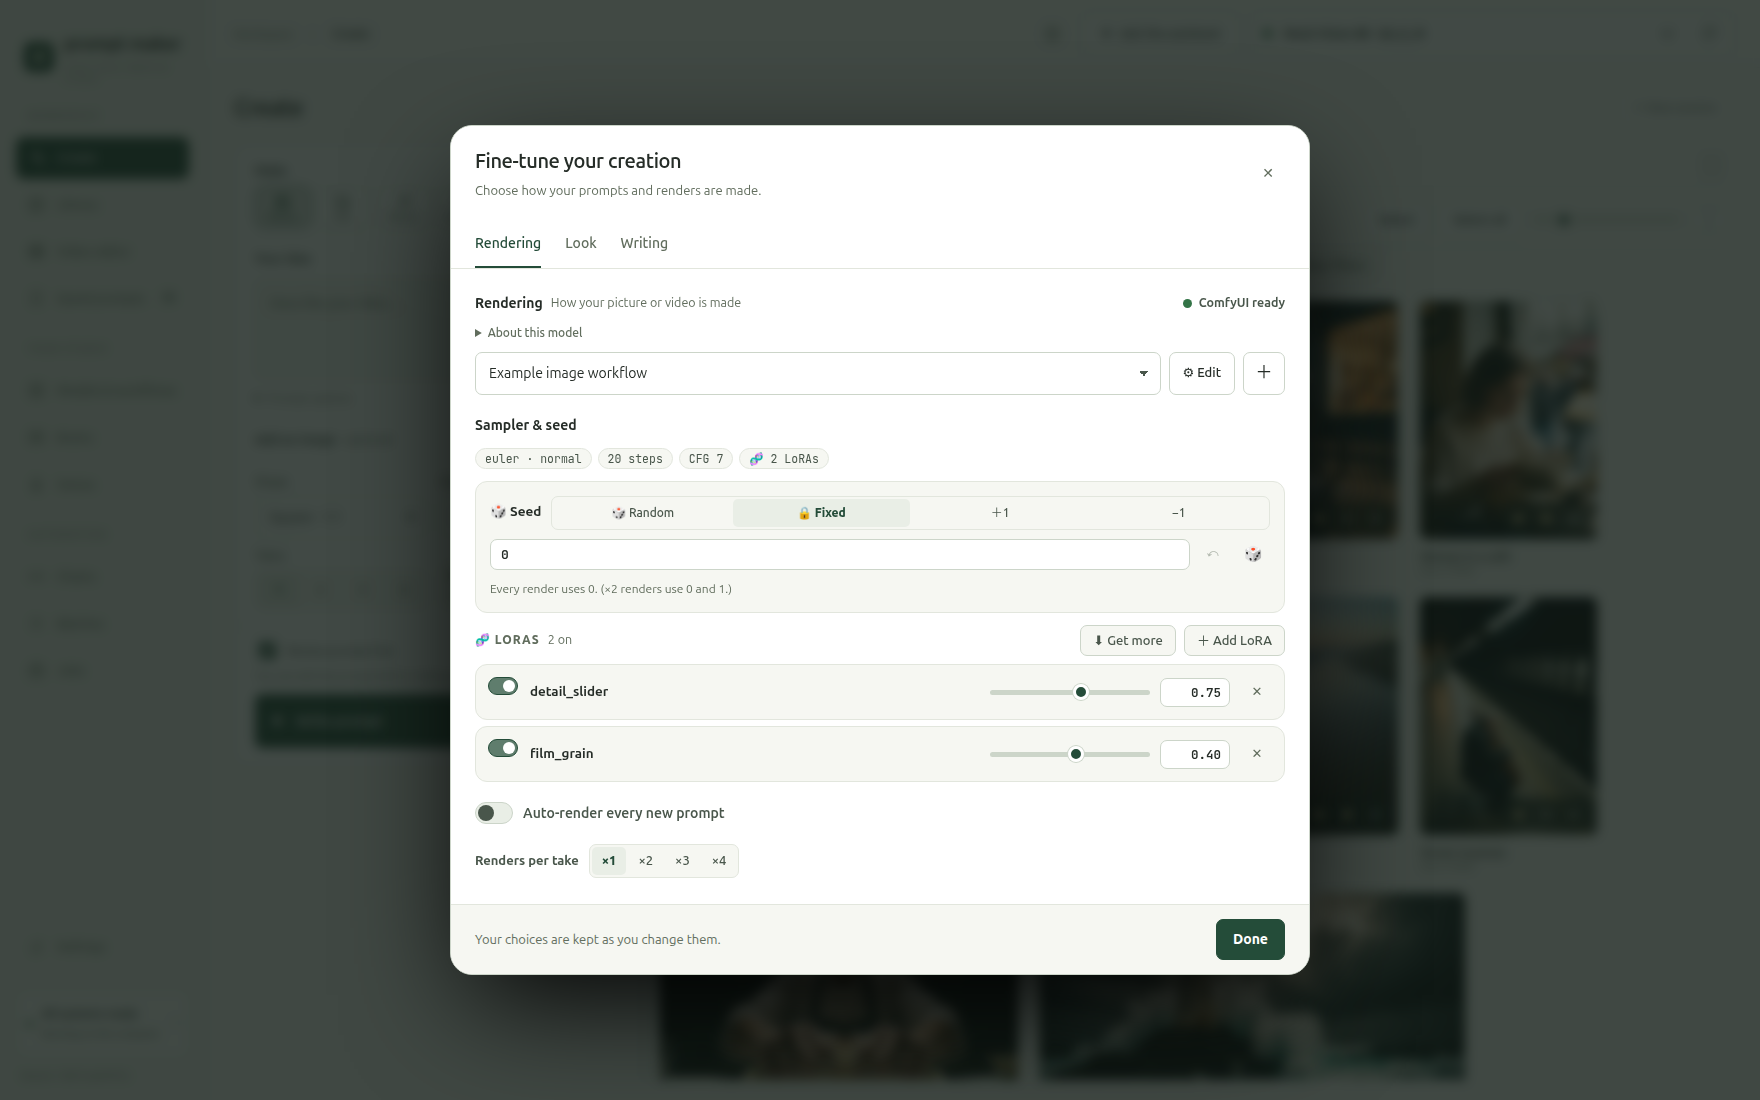 Fine-tune your creation
Choose how your prompts and renders are made.
×
Rendering Look Writing
Rendering How your picture or video is made
ComfyUI ready
▶ About this model
Example image workflow
⚙ Edit
+
Sampler & seed
euler · normal
20 steps
CFG 7
🧬 2 LoRAs
🎲 Seed
🎲 Random
🔒 Fixed
+1
−1
0
Every render uses 0. (×2 renders use 0 and 1.)
🧬 LORAS 2 on
⬇ Get more
+ Add LoRA
detail_slider
0.75
×
film_grain
0.40
×
Auto-render every new prompt
Renders per take
×1 ×2 ×3 ×4
Your choices are kept as you change them.
Done